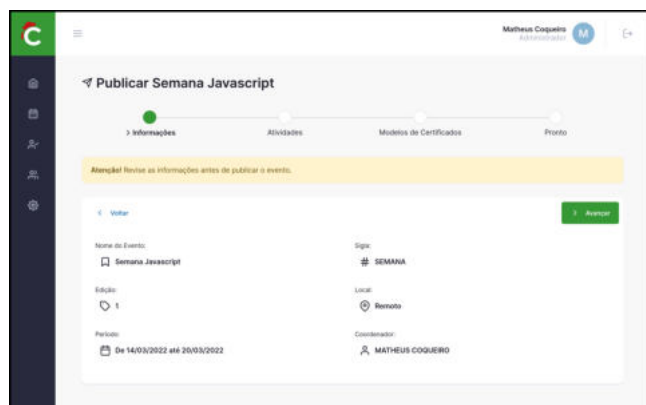 C
Matheus Coqueiro
Administrador
M
Publicar Semana Javascript
> Informações
Atividades
Modelos de Certificados
Pronto
Atenção! Revise as informações antes de publicar o evento.
< Voltar
> Avançar
Nome do Evento:
Sigla:
Semana Javascript
# SEMANA
Edição:
Local:
1
Remoto
Período:
Coordenador:
De 14/03/2022 até 20/03/2022
MATHEUS COQUEIRO